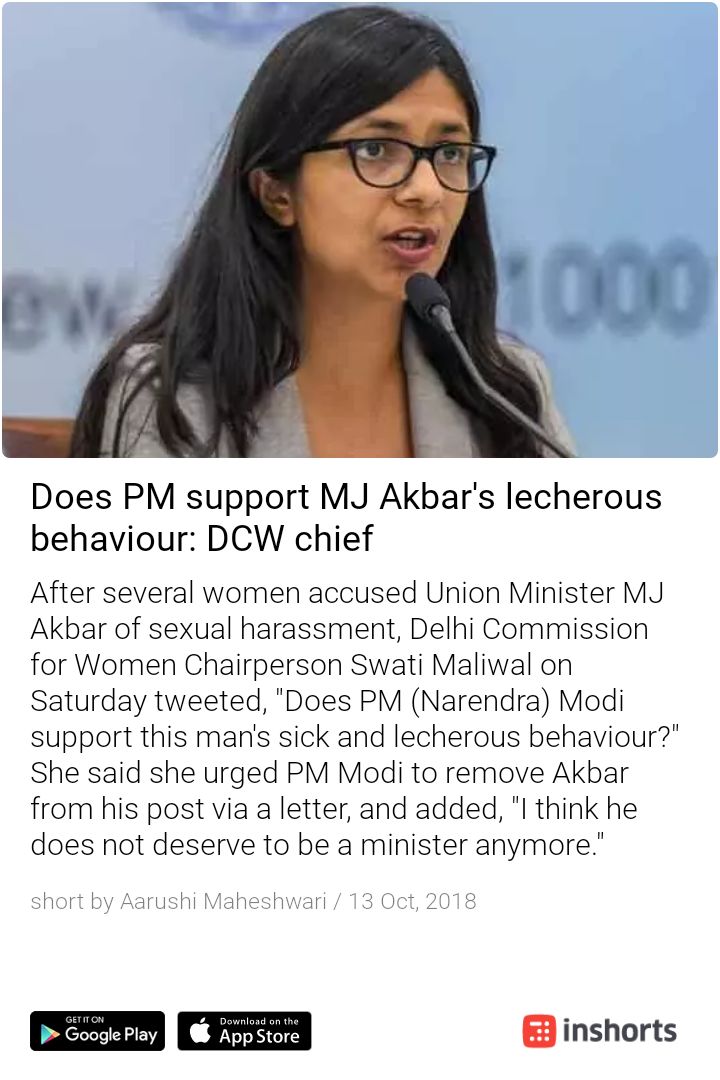 ew
1000
Does PM support MJ Akbar's lecherous
behaviour: DCW chief
After several women accused Union Minister MJ
Akbar of sexual harassment, Delhi Commission
for Women Chairperson Swati Maliwal on
Saturday tweeted, "Does PM (Narendra) Modi
support this man's sick and lecherous behaviour?"
She said she urged PM Modi to remove Akbar
from his post via a letter, and added, "I think he
does not deserve to be a minister anymore."
short by Aarushi Maheshwari / 13 Oct, 2018
GET IT ON
Google Play
Download on the
App Store
inshorts